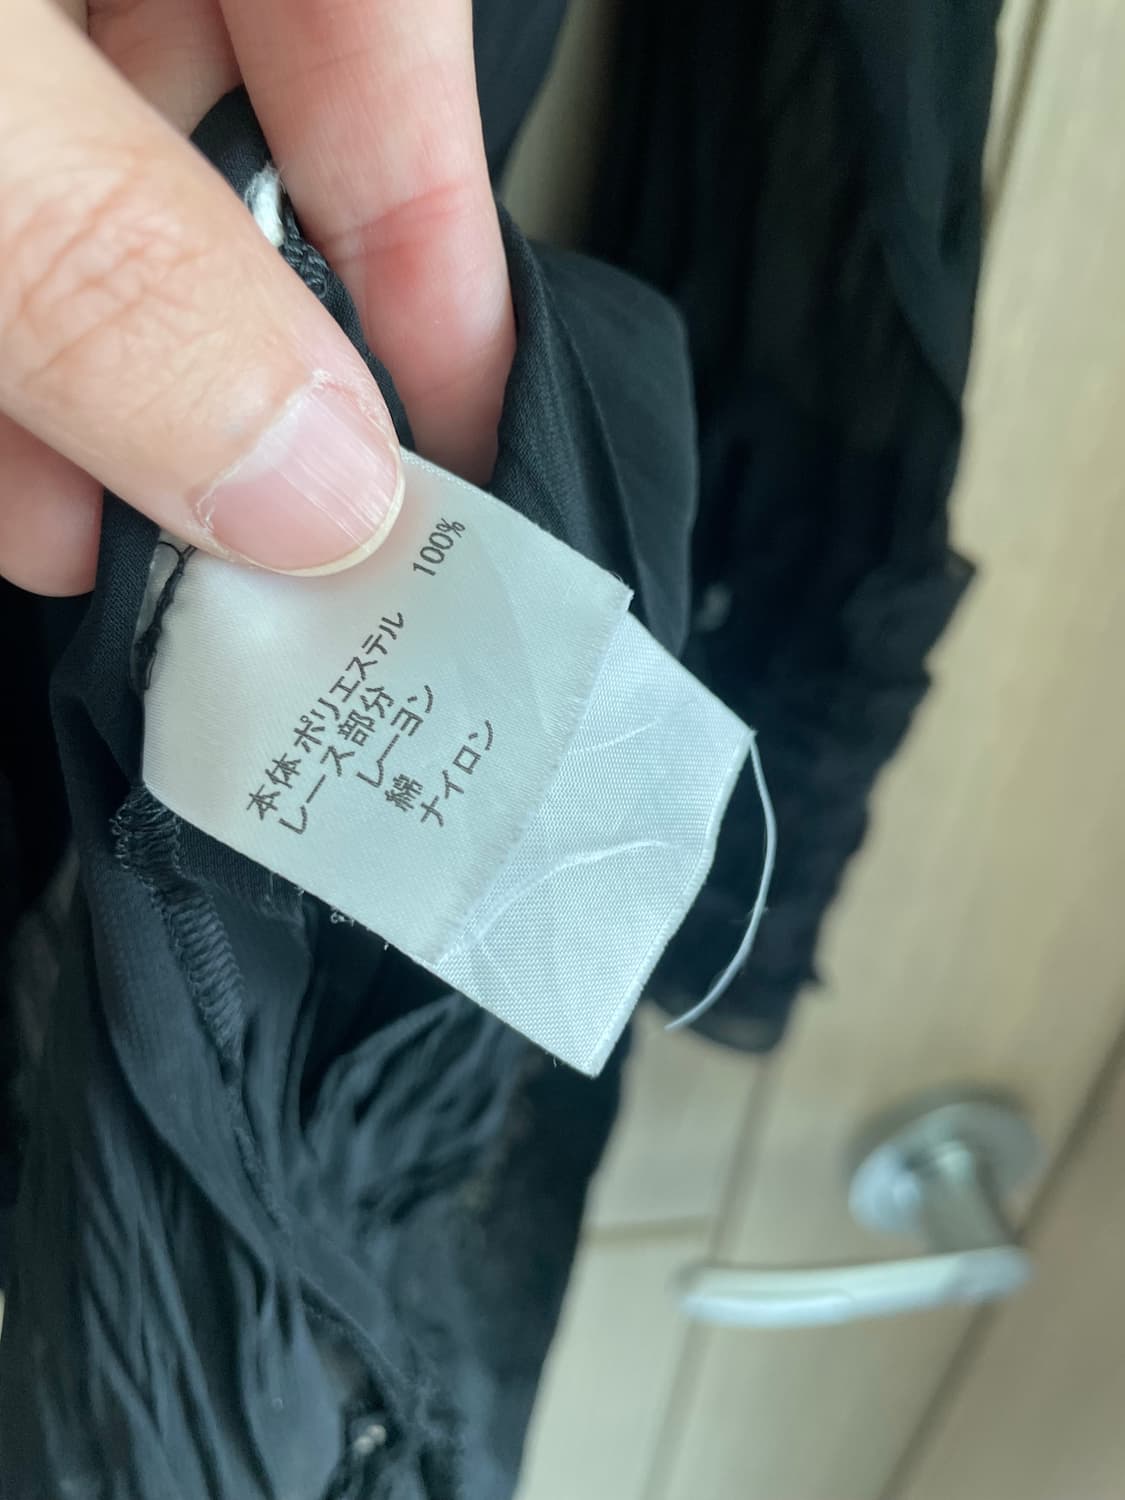 本体 ポリエステル 100%
レース部分
レーヨン
綿
ナイロン